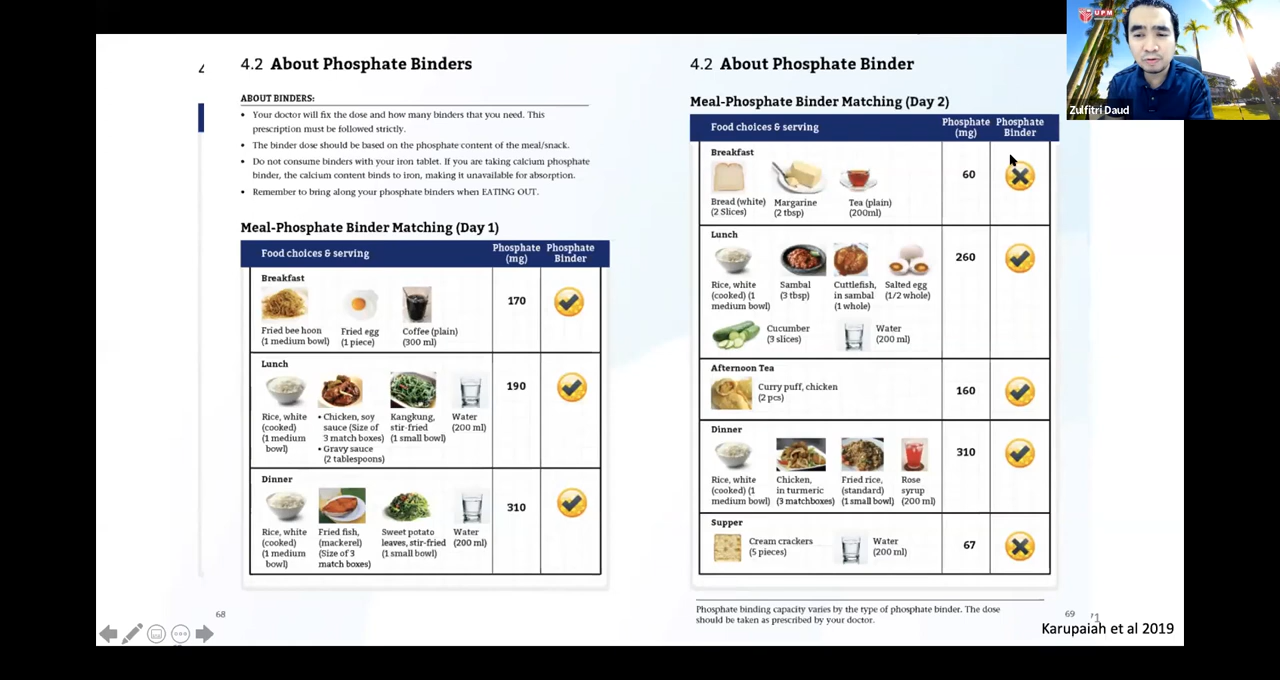 UPM
Zulfitri Daud
4
4.2 About Phosphate Binders
ABOUT BINDERS:
• Your doctor will fix the dose and how many binders that you need. This
prescription must be followed strictly.
• The binder dose should be based on the phosphate content of the meal/snack.
• Do not consume binders with your iron tablet. If you are taking calcium phosphate
binder, the calcium content binds to iron, making it unavailable for absorption.
• Remember to bring along your phosphate binders when EATING OUT.
Meal-Phosphate Binder Matching (Day 1)
Food choices & serving
Phosphate
(mg)
Phosphate
Binder
Breakfast
Fried bee hoon
(1 medium bowl)
Fried egg
(1 piece)
Coffee (plain)
(300 ml)
170
Lunch
Rice, white
(cooked)
(1 medium
bowl)
• Chicken, soy
sauce (Size of
3 match boxes)
• Gravy sauce
(2 tablespoons)
Kangkung,
stir-fried
(1 small bowl)
Water
(200 ml)
190
Dinner
Rice, white
(cooked)
(1 medium
bowl)
Fried fish,
(mackerel)
(Size of 3
match boxes)
Sweet potato
leaves, stir-fried
(1 small bowl)
Water
(200 ml)
310
68
4.2 About Phosphate Binder
Meal-Phosphate Binder Matching (Day 2)
Food choices & serving
Phosphate
(mg)
Phosphate
Binder
Breakfast
Bread (white)
(2 Slices)
Margarine
(2 tbsp)
Tea (plain)
(200ml)
60
Lunch
Rice, white
(cooked) (1
medium bowl)
Sambal
(3 tbsp)
Cuttlefish,
in sambal
(1 whole)
Salted egg
(1/2 whole)
Cucumber
(3 slices)
Water
(200 ml)
260
Afternoon Tea
Curry puff, chicken
(2 pcs)
160
Dinner
Rice, white
(cooked) (1
medium bowl)
Chicken,
in turmeric
(3 matchboxes)
Fried rice,
(standard)
(1 small bowl)
Rose
syrup
(200 ml)
310
Supper
Cream crackers
(5 pieces)
Water
(200 ml)
67
Phosphate binding capacity varies by the type of phosphate binder. The dose
should be taken as prescribed by your doctor.
69
Karupaiah et al 2019